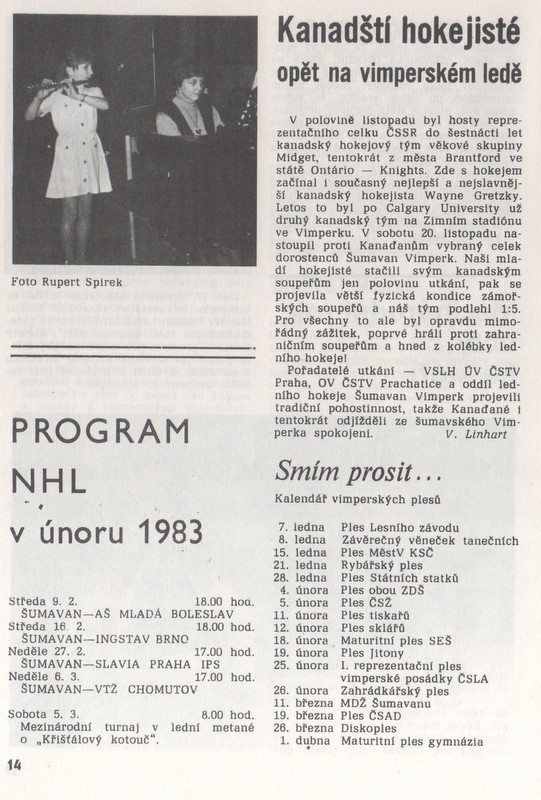 Foto Rupert Spirek
PROGRAM
NHL
v únoru 1983
Středa 9. 2. 18.00 hod.
ŠUMAVAN—AŠ MLADÁ BOLESLAV
Středa 16. 2. 18.00 hod.
ŠUMAVAN—INGSTAV BRNO
Neděle 27. 2. 17.00 hod.
ŠUMAVAN—SLAVIA PRAHA IPS
Neděle 6. 3. 17.00 hod.
ŠUMAVAN—VTŽ CHOMUTOV
Sobota 5. 3. 8.00 hod.
Mezinárodní turnaj v lední metané
o „Křišťálový kotouč“.
14
Kanadští hokejisté
opět na vimperském ledě
V polovině listopadu byl hosty repre-
zentačního celku ČSSR do šestnácti let
kanadský hokejový tým věkové skupiny
Midget, tentokrát z města Brantford ve
státě Ontário — Knights. Zde s hokejem
začínal i současný nejlepší a nejslavněj-
ší kanadský hokejista Wayne Gretzky.
Letos to byl po Calgary University už
druhý kanadský tým na Zimním stadiónu
ve Vimperku. V sobotu 20. listopadu na-
stoupil proti Kanaďanům vybraný celek
dorostenců Šumavan Vimperk. Naši mla-
dí hokejisté stačili svým kanadským
soupeřům jen polovinu utkání, pak se
projevila větší fyzická kondice zámoř-
ských soupeřů a náš tým podlehl 1:5.
Pro všechny to ale byl opravdu mimo-
řádný zážitek, poprvé hráli proti zahra-
ničním soupeřům a hned z kolébky led-
ního hokeje!
Pořadatelé utkání — VSLH ÚV ČSTV
Praha, OV ČSTV Prachatice a oddíl led-
ního hokeje Šumavan Vimperk projevili
tradiční pohostinnost, takže Kanaďané i
tentokrát odjížděli ze šumavského Vim-
perka spokojeni. V. Linhart
Smím prosit...
Kalendář vimperských plesů
7. ledna Ples Lesního závodu
8. ledna Závěrečný věneček tanečních
15. ledna Ples MěstV KSČ
21. ledna Rybářský ples
28. ledna Ples Státních statků
4. února Ples obou ZDŠ
5. února Ples ČSŽ
11. února Ples tiskařů
12. února Ples sklářů
18. února Maturitní ples SEŠ
19. února Ples Jitony
25. února I. reprezentační ples
vimperské posádky ČSLA
26. února Zahrádkářský ples
11. března MDŽ Šumavanu
19. března Ples ČSAD
26. března Diskoples
1. dubna Maturitní ples gymnázia